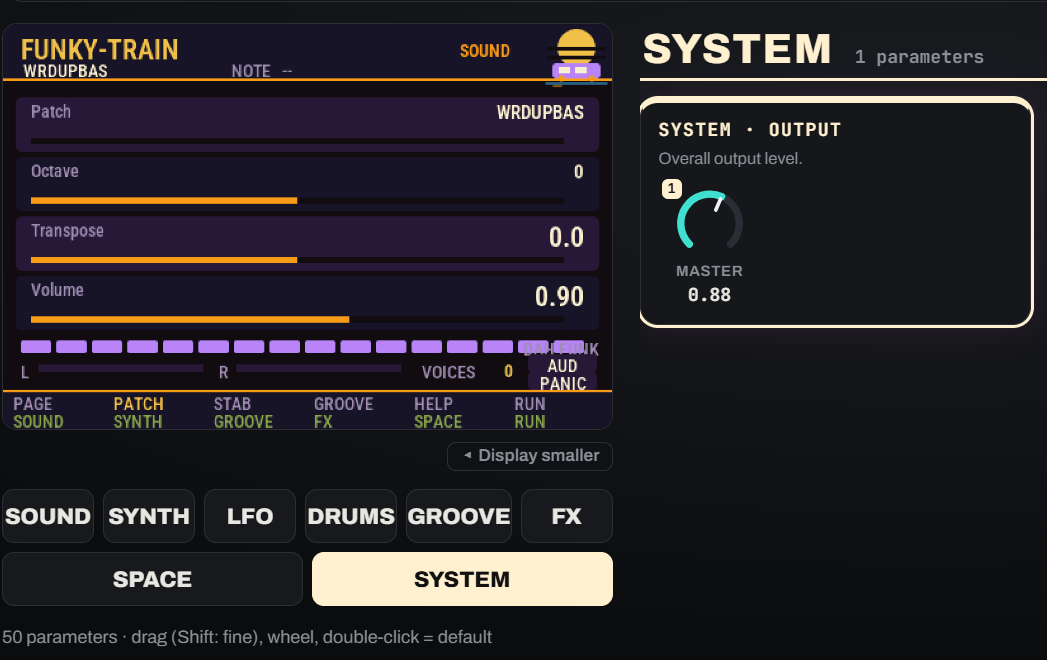 FUNKY-TRAIN
SOUND
WRDUPBAS
NOTE --
Patch
WRDUPBAS
Octave
0
Transpose
0.0
Volume
0.90
L
R
VOICES 0
AUD
PANIC
PAGE PATCH STAB GROOVE HELP RUN
SOUND SYNTH GROOVE FX SPACE RUN
◂ Display smaller
SOUND SYNTH LFO DRUMS GROOVE FX
SPACE SYSTEM
50 parameters · drag (Shift: fine), wheel, double-click = default
SYSTEM 1 parameters
SYSTEM · OUTPUT
Overall output level.
1
MASTER
0.88